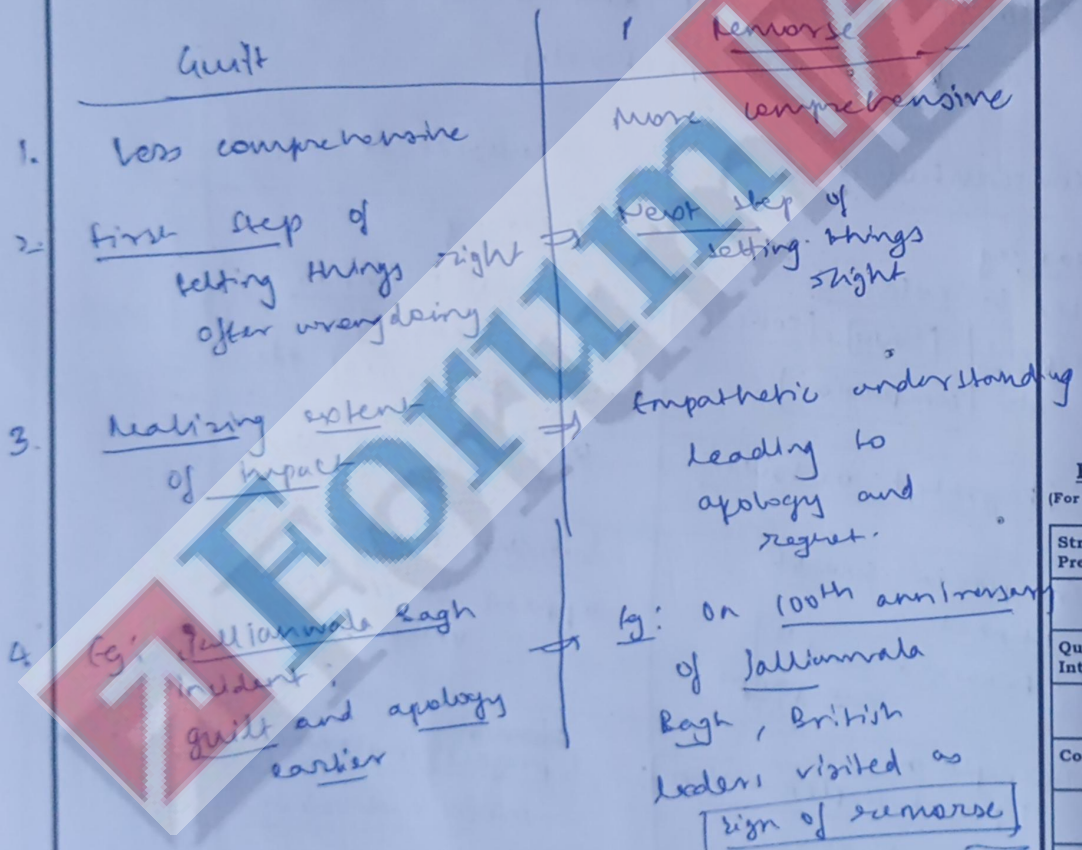 Guilt
Remorse
1. Less comprehensive
More comprehensive
2. First step of
setting things right
after wrongdoing
⇒ Next step of
setting things
right
3. Realizing extent
of impact
⇒ Empathetic understanding
leading to
apology and
regret.
4. Eg: Jallianwala Bagh
incident:
guilt and apology
earlier
→ Eg: On 100th anniversary
of Jallianwala
Bagh, British
leaders visited as
sign of remorse
Forum
(For
Str
Pre
Qu
Int
Co